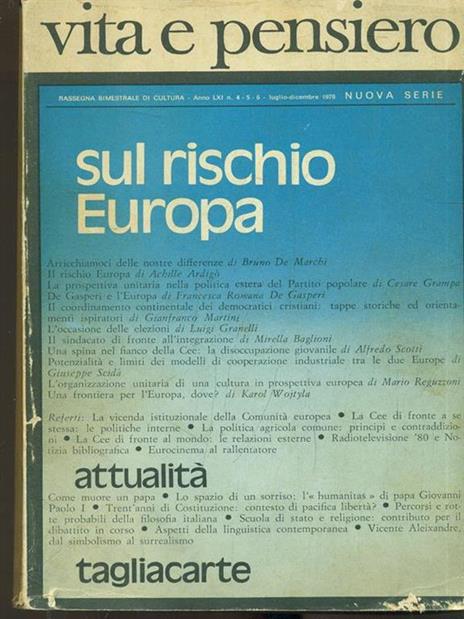 vita e pensiero
RASSEGNA BIMESTRALE DI CULTURA - Anno LXI n. 4 - 5 - 6 - luglio-dicembre 1978 NUOVA SERIE
sul rischio
Europa
Arricchiamoci delle nostre differenze di Bruno De Marchi
Il rischio Europa di Achille Ardigò
La prospettiva unitaria nella politica estera del Partito popolare di Cesare Grampa
De Gasperi e l'Europa di Francesca Romana De Gasperi
Il coordinamento continentale dei democratici cristiani: tappe storiche ed orienta-
menti ispiratori di Gianfranco Martini
L'occasione delle elezioni di Luigi Granelli
Il sindacato di fronte all'integrazione di Mirella Baglioni
Una spina nel fianco della Cee: la disoccupazione giovanile di Alfredo Scotti
Potenzialità e limiti dei modelli di cooperazione industriale tra le due Europe di
Giuseppe Scidà
L'organizzazione unitaria di una cultura in prospettiva europea di Mario Reguzzoni
Una frontiera per l'Europa, dove? di Karol Wojtyla
Referti: La vicenda istituzionale della Comunità europea • La Cee di fronte a se
stessa: le politiche interne • La politica agricola comune: principi e contraddizio-
ni • La Cee di fronte al mondo: le relazioni esterne • Radiotelevisione '80 e No-
tizia bibliografica • Eurocinema al rallentatore
attualità
Come muore un papa • Lo spazio di un sorriso: l'« humanitas » di papa Giovanni
Paolo I • Trent'anni di Costituzione: contesto di pacifica libertà? • Percorsi e rot-
te probabili della filosofia italiana • Scuola di stato e religione: contributo per il
dibattito in corso • Aspetti della linguistica contemporanea • Vicente Aleixandre,
dal simbolismo al surrealismo
tagliacarte